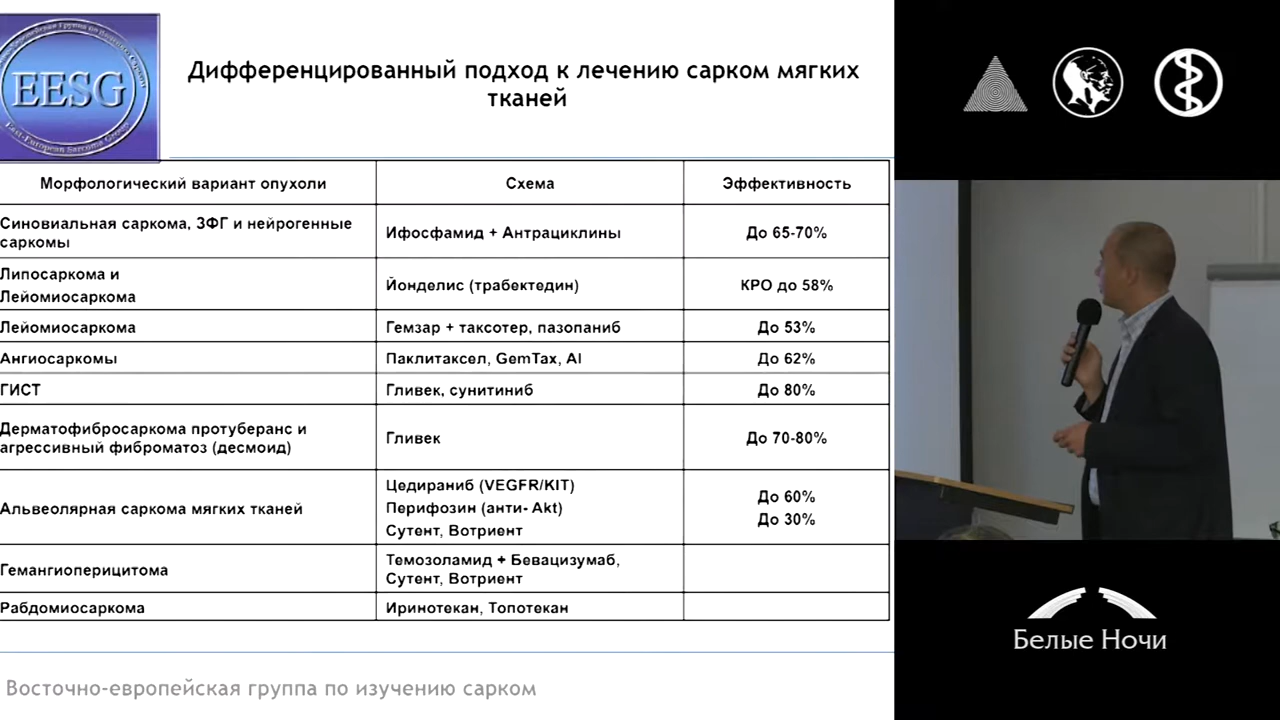 EESG
East-European Sarcoma Group
Дифференцированный подход к лечению сарком мягких
тканей
Морфологический вариант опухоли
Схема
Эффективность
Синовиальная саркома, ЗФГ и нейрогенные
саркомы
Ифосфамид + Антрациклины
До 65-70%
Липосаркома и
Лейомиосаркома
Йонделис (трабектедин)
КРО до 58%
Лейомиосаркома
Гемзар + таксотер, пазопаниб
До 53%
Ангиосаркомы
Паклитаксел, GemTax, AI
До 62%
ГИСТ
Гливек, сунитиниб
До 80%
Дерматофибросаркома протуберанс и
агрессивный фиброматоз (десмоид)
Гливек
До 70-80%
Альвеолярная саркома мягких тканей
Цедираниб (VEGFR/KIT)
Перифозин (анти- Akt)
Сутент, Вотриент
До 60%
До 30%
Гемангиоперицитома
Темозоламид + Бевацизумаб,
Сутент, Вотриент
Рабдомиосаркома
Иринотекан, Топотекан
Восточно-европейская группа по изучению сарком
Белые Ночи